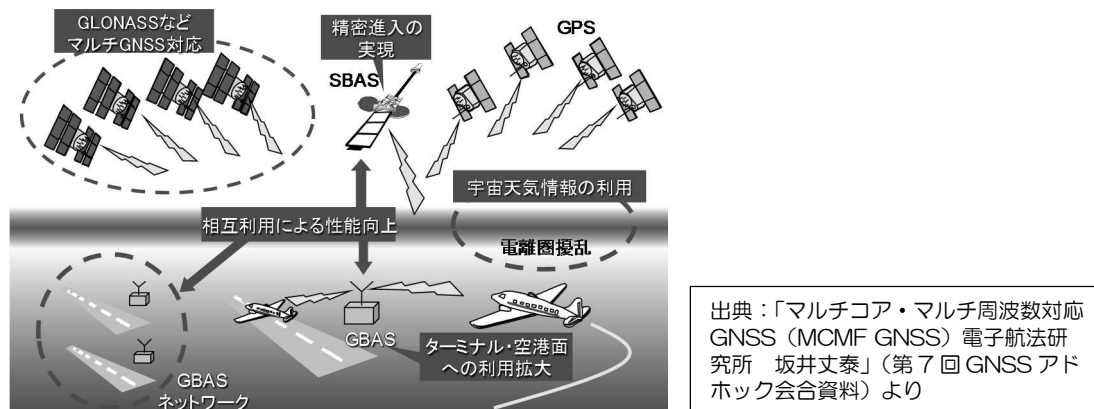 GLONASSなど
マルチGNSS対応
精密進入の
実現
GPS
SBAS
宇宙天気情報の利用
相互利用による性能向上
電離圏擾乱
GBAS
ターミナル・空港面
への利用拡大
GBAS
ネットワーク
出典：「マルチコア・マルチ周波数対応
GNSS（MCMF GNSS）電子航法研
究所　坂井丈泰」（第７回 GNSS アド
ホック会合資料）より